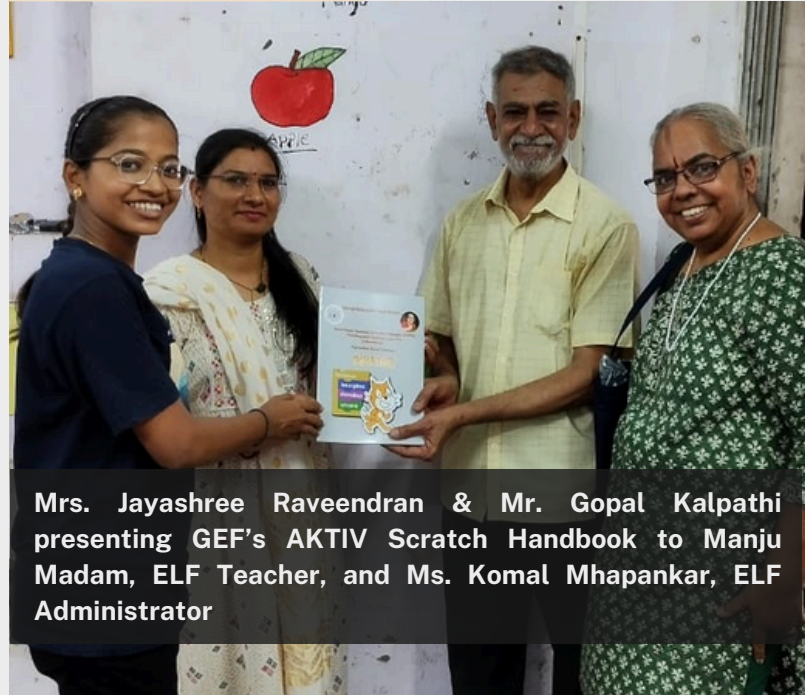 APPLE
Mrs. Jayashree Raveendran & Mr. Gopal Kalpathi
presenting GEF's AKTIV Scratch Handbook to Manju
Madam, ELF Teacher, and Ms. Komal Mhapankar, ELF
Administrator